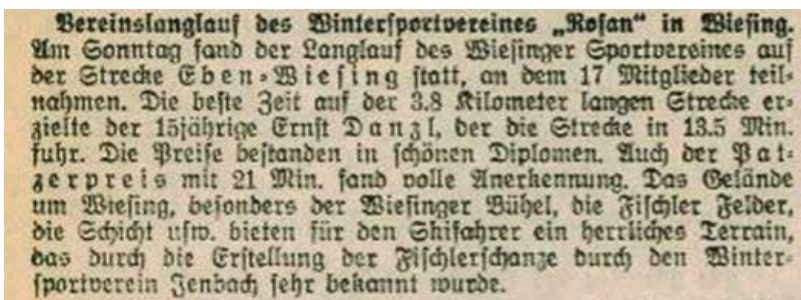 Vereinslanglauf des Wintersportvereines „Rofan“ in Wiesing.
Am Sonntag fand der Langlauf des Wiesinger Sportvereines auf
der Strecke Eben-Wiesing statt, an dem 17 Mitglieder teil-
nahmen. Die beste Zeit auf der 3.8 Kilometer langen Strecke er-
zielte der 15jährige Ernst Danzl, der die Strecke in 13.5 Min.
fuhr. Die Preise bestanden in schönen Diplomen. Auch der Pat-
zerpreis mit 21 Min. fand volle Anerkennung. Das Gelände
um Wiesing, besonders der Wiesinger Bühel, die Fischler Felder,
die Schicht usw. bieten für den Skifahrer ein herrliches Terrain,
das durch die Erstellung der Fischlerschanze durch den Winter-
sportverein Jenbach sehr bekannt wurde.